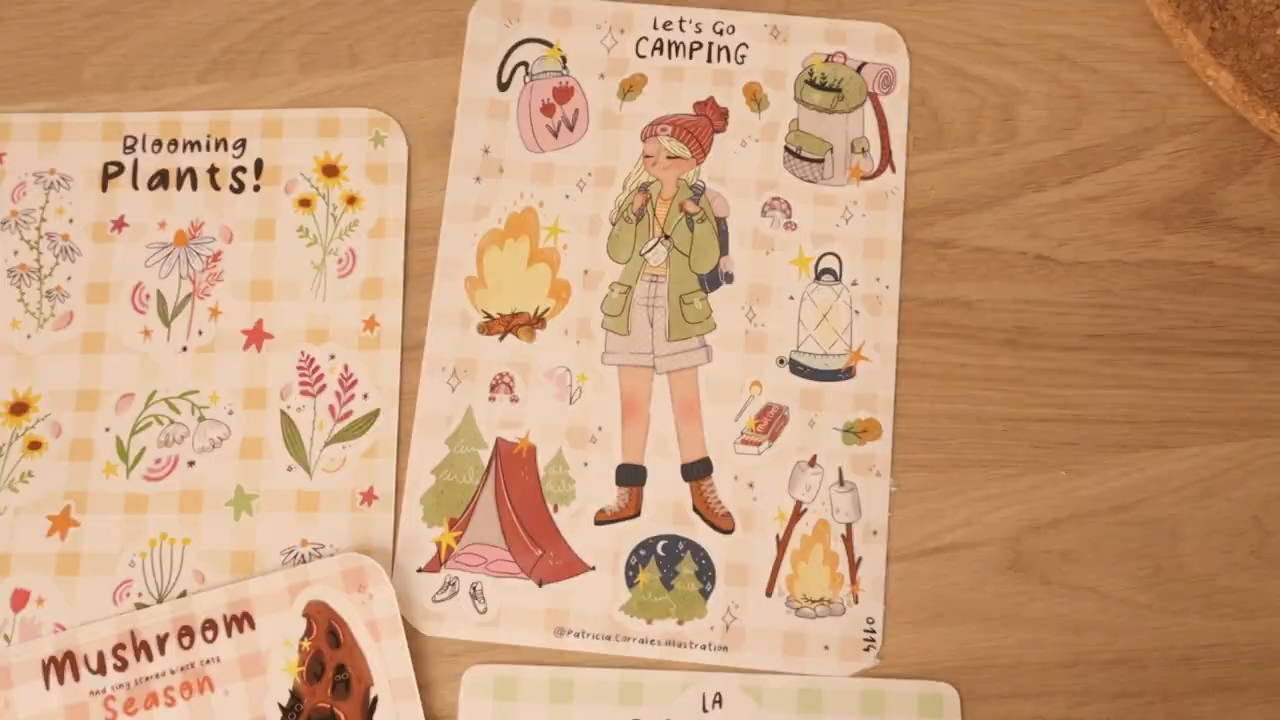 Let's Go
CAMPING
Blooming
Plants!
@Patricia.Corrales.illustration
0114
Mushroom
And tiny scared black cats
Season
LA